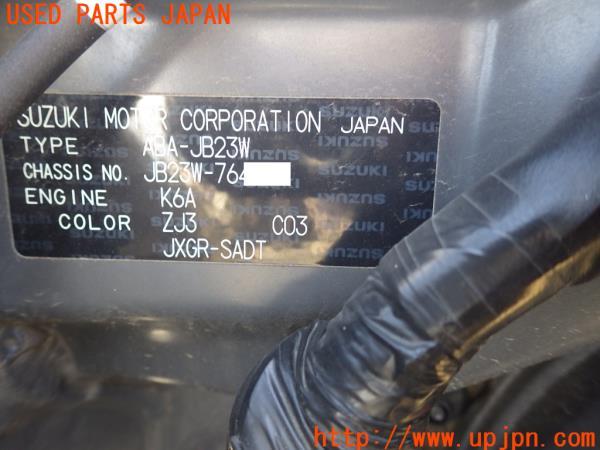 USED PARTS JAPAN
SUZUKI MOTOR CORPORATION JAPAN
TYPE ABA-JB23W
CHASSIS NO. JB23W-764
ENGINE K6A
COLOR ZJ3 C03
JXGR-SADT
http://www.upjpn.com/